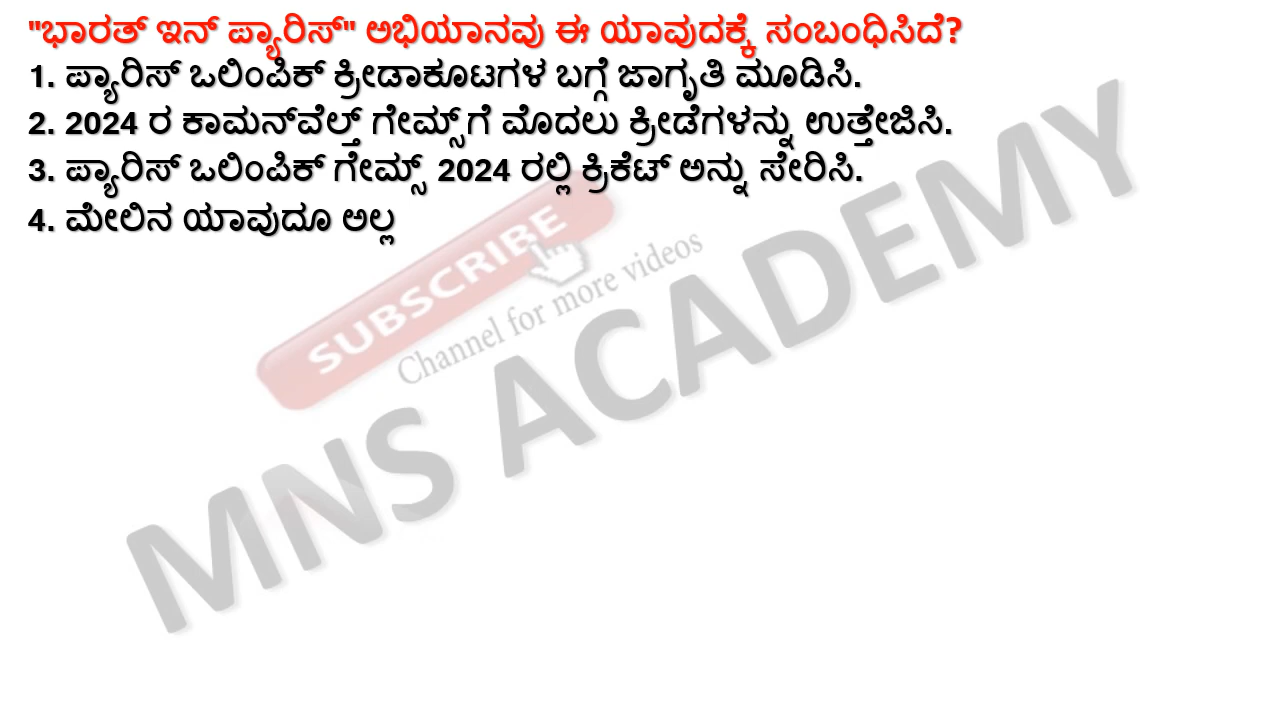 "ಭಾರತ್ ಇನ್ ಪ್ಯಾರಿಸ್" ಅಭಿಯಾನವು ಈ ಯಾವುದಕ್ಕೆ ಸಂಬಂಧಿಸಿದೆ?
1. ಪ್ಯಾರಿಸ್ ಒಲಿಂಪಿಕ್ ಕ್ರೀಡಾಕೂಟಗಳ ಬಗ್ಗೆ ಜಾಗೃತಿ ಮೂಡಿಸಿ.
2. 2024 ರ ಕಾಮನ್‌ವೆಲ್ತ್ ಗೇಮ್ಸ್‌ಗೆ ಮೊದಲು ಕ್ರೀಡೆಗಳನ್ನು ಉತ್ತೇಜಿಸಿ.
3. ಪ್ಯಾರಿಸ್ ಒಲಿಂಪಿಕ್ ಗೇಮ್ಸ್ 2024 ರಲ್ಲಿ ಕ್ರಿಕೆಟ್ ಅನ್ನು ಸೇರಿಸಿ.
4. ಮೇಲಿನ ಯಾವುದೂ ಅಲ್ಲ
SUBSCRIBE
Channel for more videos
MNS ACADEMY